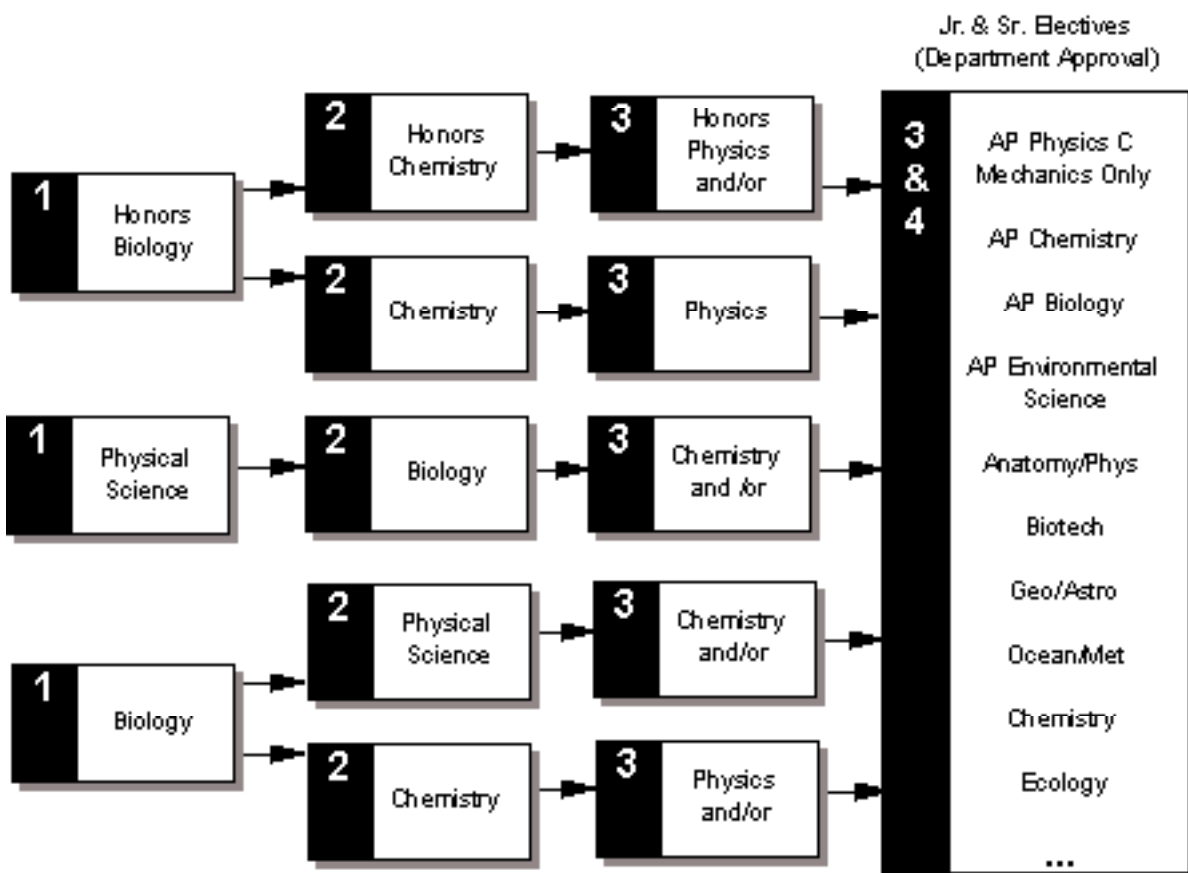 Jr. & Sr. Electives
(Department Approval)
1
Honors
Biology
2
Honors
Chemistry
3
Honors
Physics
and/or
2
Chemistry
3
Physics
1
Physical
Science
2
Biology
3
Chemistry
and /or
1
Biology
2
Physical
Science
3
Chemistry
and/or
2
Chemistry
3
Physics
and/or
3
&
4
AP Physics C
Mechanics Only
AP Chemistry
AP Biology
AP Environmental
Science
Anatomy/Phys
Biotech
Geo/Astro
Ocean/Met
Chemistry
Ecology
...